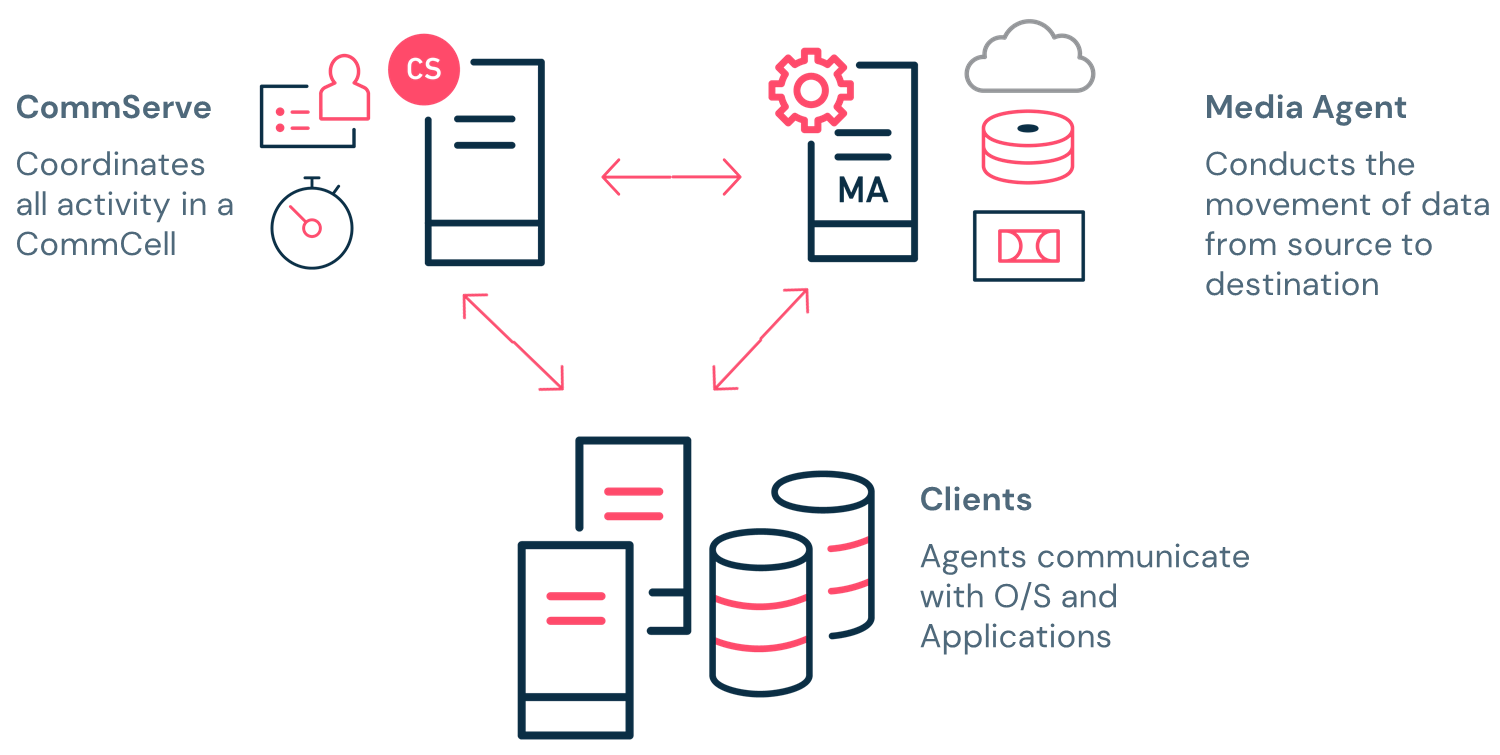 CommServe
Coordinates
all activity in a
CommCell
CS
MA
Media Agent
Conducts the
movement of data
from source to
destination
Clients
Agents communicate
with O/S and
Applications